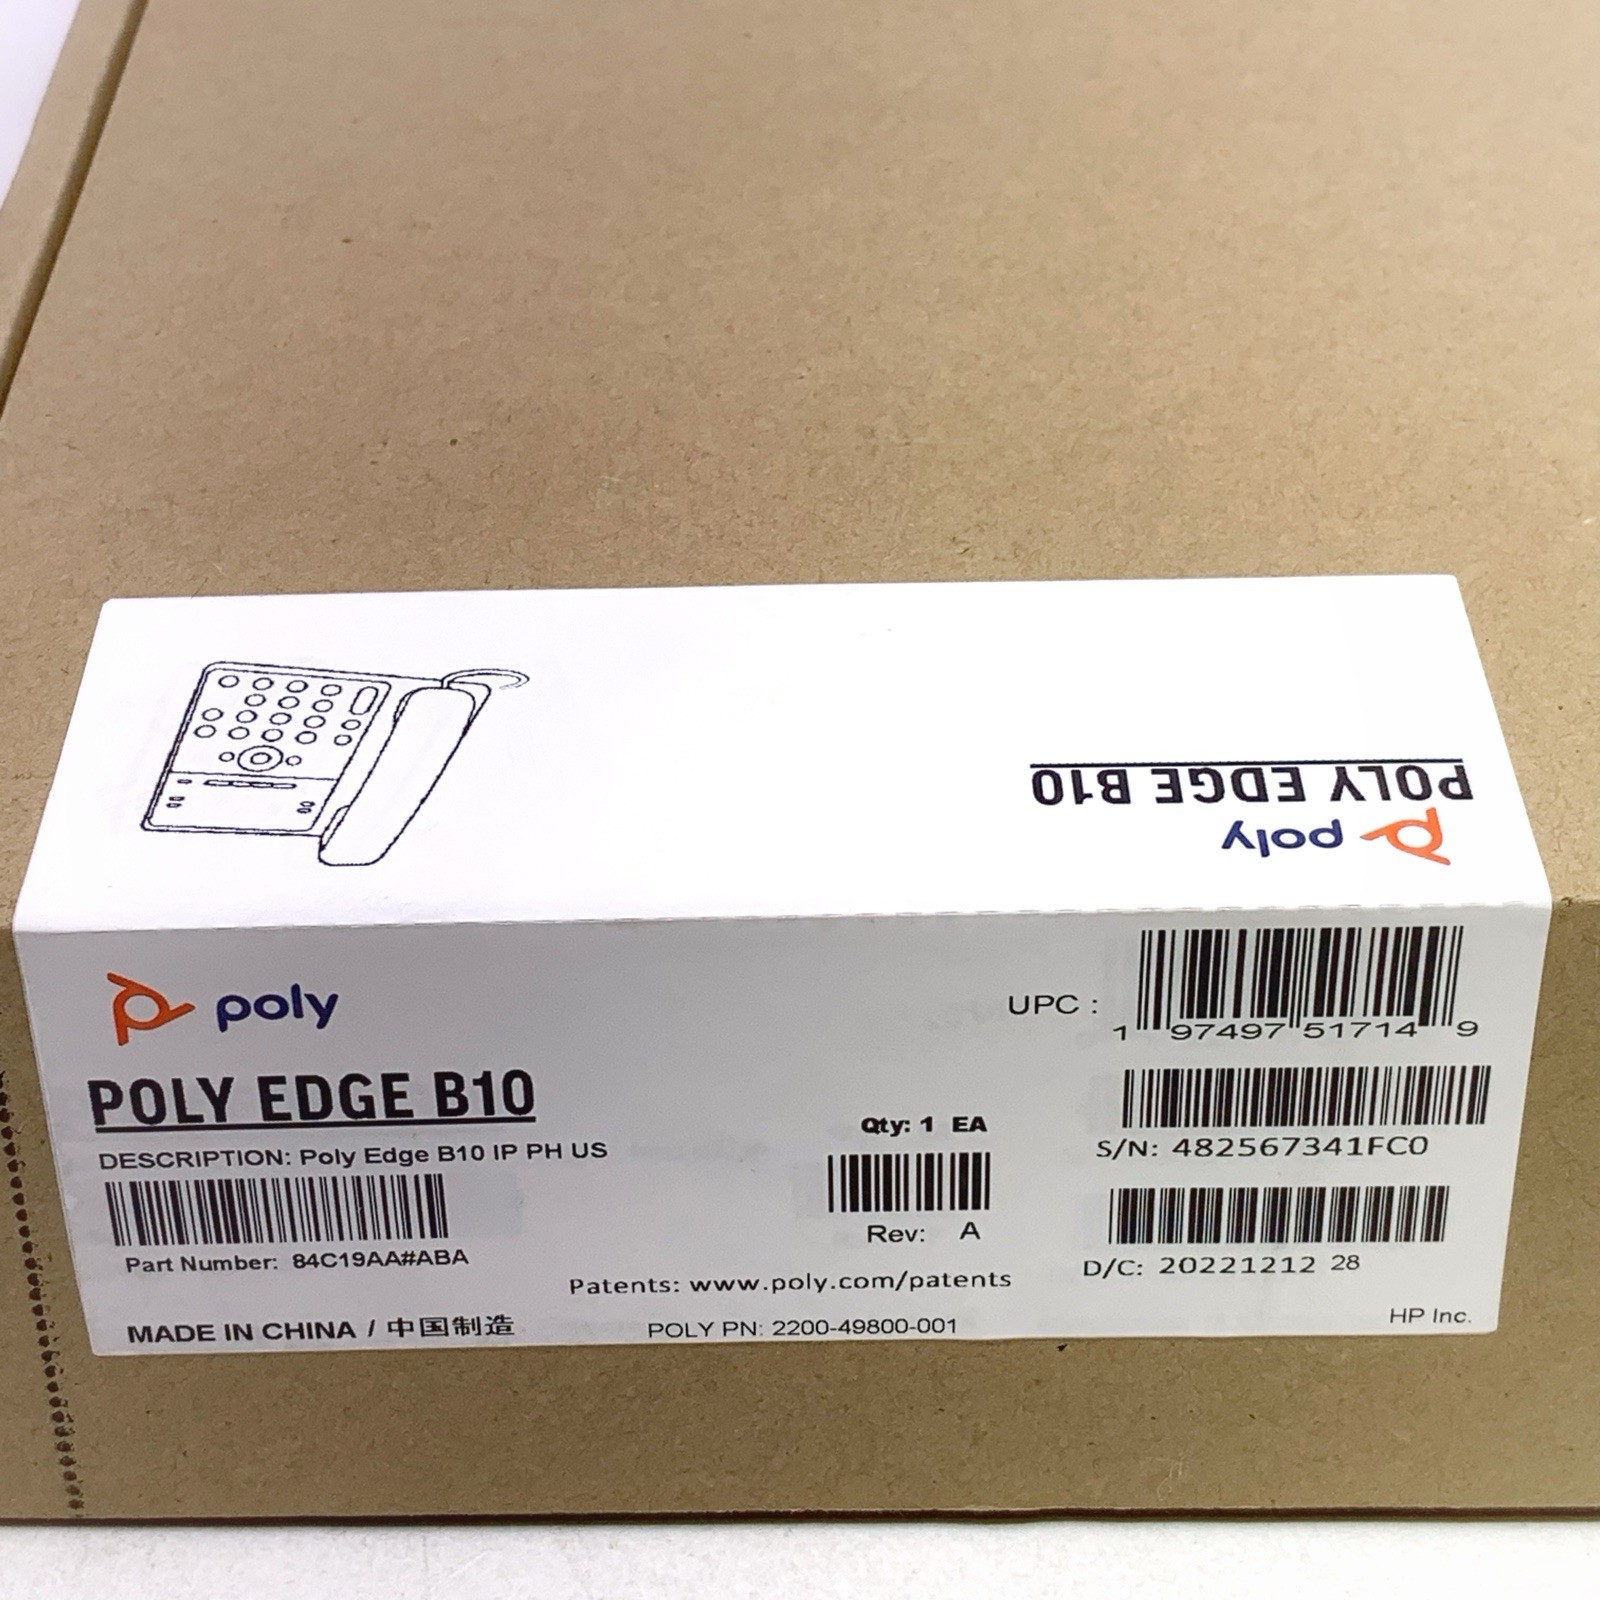 POLY EDGE B10
poly
poly
POLY EDGE B10
DESCRIPTION: Poly Edge B10 IP PH US
Part Number: 84C19AA#ABA
MADE IN CHINA / 中国制造
Qty: 1 EA
Rev: A
Patents: www.poly.com/patents
POLY PN: 2200-49800-001
UPC :
1 97497 51714 9
S/N: 482567341FC0
D/C: 20221212 28
HP Inc.